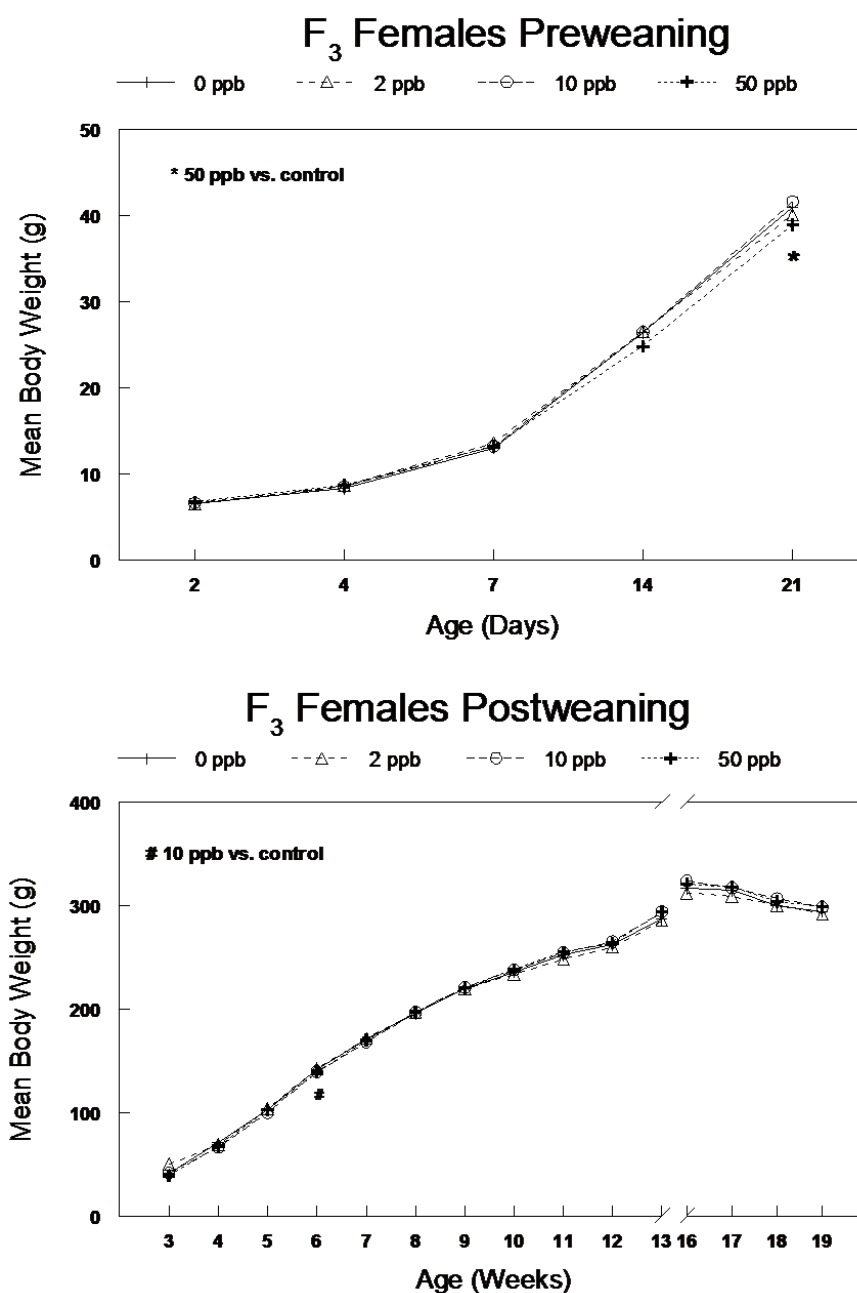 F3 Females Preweaning
0 ppb 2 ppb 10 ppb 50 ppb
50
* 50 ppb vs. control
40
*
30
20
10
0
Mean Body Weight (g)
2 4 7 14 21
Age (Days)
F3 Females Postweaning
0 ppb 2 ppb 10 ppb 50 ppb
400
# 10 ppb vs. control
300
200
#
100
0
Mean Body Weight (g)
3 4 5 6 7 8 9 10 11 12 13 16 17 18 19
Age (Weeks)